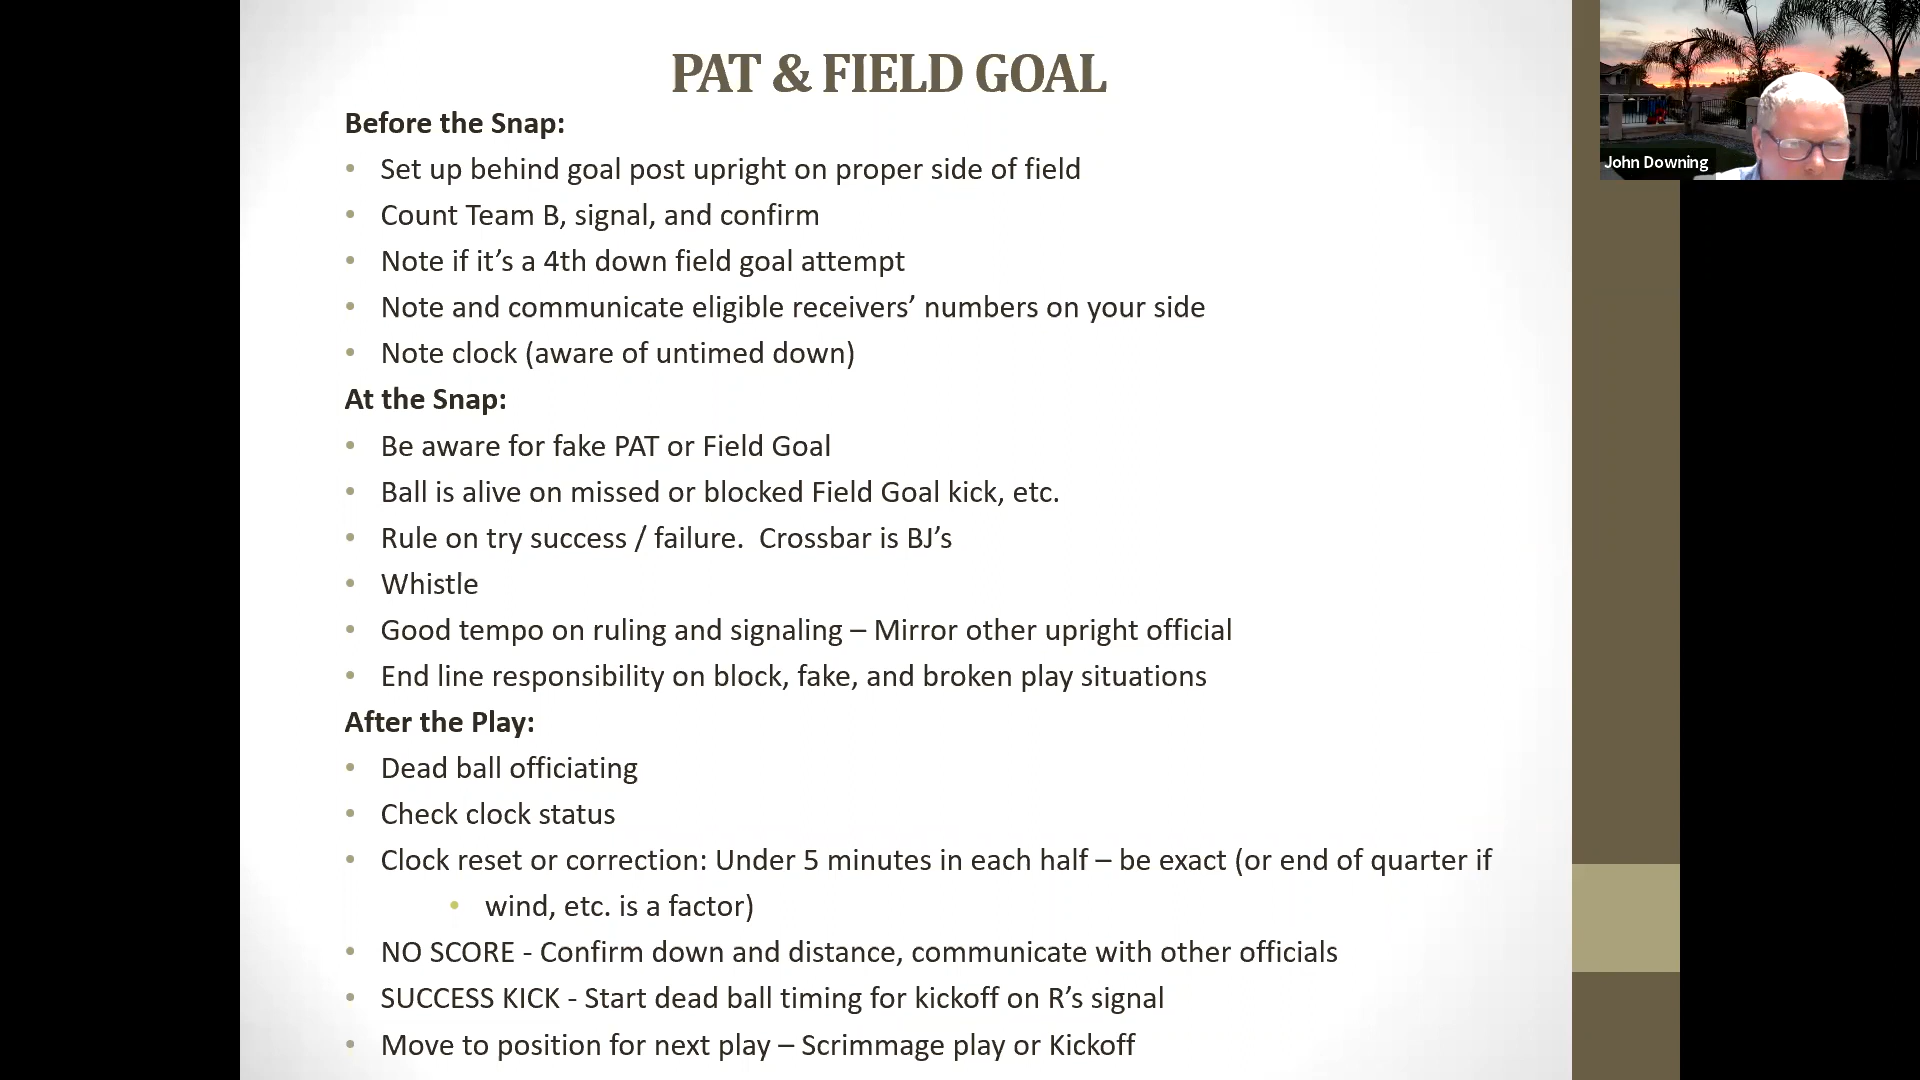 PAT & FIELD GOAL
John Downing
Before the Snap:
• Set up behind goal post upright on proper side of field
• Count Team B, signal, and confirm
• Note if it’s a 4th down field goal attempt
• Note and communicate eligible receivers’ numbers on your side
• Note clock (aware of untimed down)
At the Snap:
• Be aware for fake PAT or Field Goal
• Ball is alive on missed or blocked Field Goal kick, etc.
• Rule on try success / failure.  Crossbar is BJ’s
• Whistle
• Good tempo on ruling and signaling – Mirror other upright official
• End line responsibility on block, fake, and broken play situations
After the Play:
• Dead ball officiating
• Check clock status
• Clock reset or correction: Under 5 minutes in each half – be exact (or end of quarter if
• wind, etc. is a factor)
• NO SCORE - Confirm down and distance, communicate with other officials
• SUCCESS KICK - Start dead ball timing for kickoff on R’s signal
• Move to position for next play – Scrimmage play or Kickoff